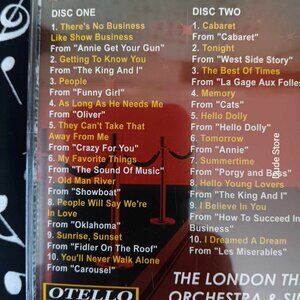 DISC ONE
1. There's No Business
Like Show Business
From "Annie Get Your Gun"
2. Getting To Know You
From "The King And I"
3. People
From "Funny Girl"
4. As Long As He Needs Me
From "Oliver"
5. They Can't Take That
Away From Me
From "Crazy For You"
6. My Favorite Things
From "The Sound Of Music"
7. Old Man River
From "Showboat"
8. People Will Say We're
In Love
From "Oklahoma"
9. Sunrise, Sunset
From "Fidler On The Roof"
10. You'll Never Walk Alone
From "Carousel"
DISC TWO
1. Cabaret
From "Cabaret"
2. Tonight
From "West Side Story"
3. The Best Of Times
From "La Gage Aux Folles
4. Memory
From "Cats"
5. Hello Dolly
From "Hello Dolly"
6. Tomorrow
From "Annie"
7. Summertime
From "Porgy and Bess"
8. Hello Young Lovers
From "The King And I"
9. I Believe In You
From "How To Succeed In
Business"
10. I Dreamed A Dream
From "Les Miserables"
THE LONDON TH
ORCHESTRA &
OTELLO
Dude Store